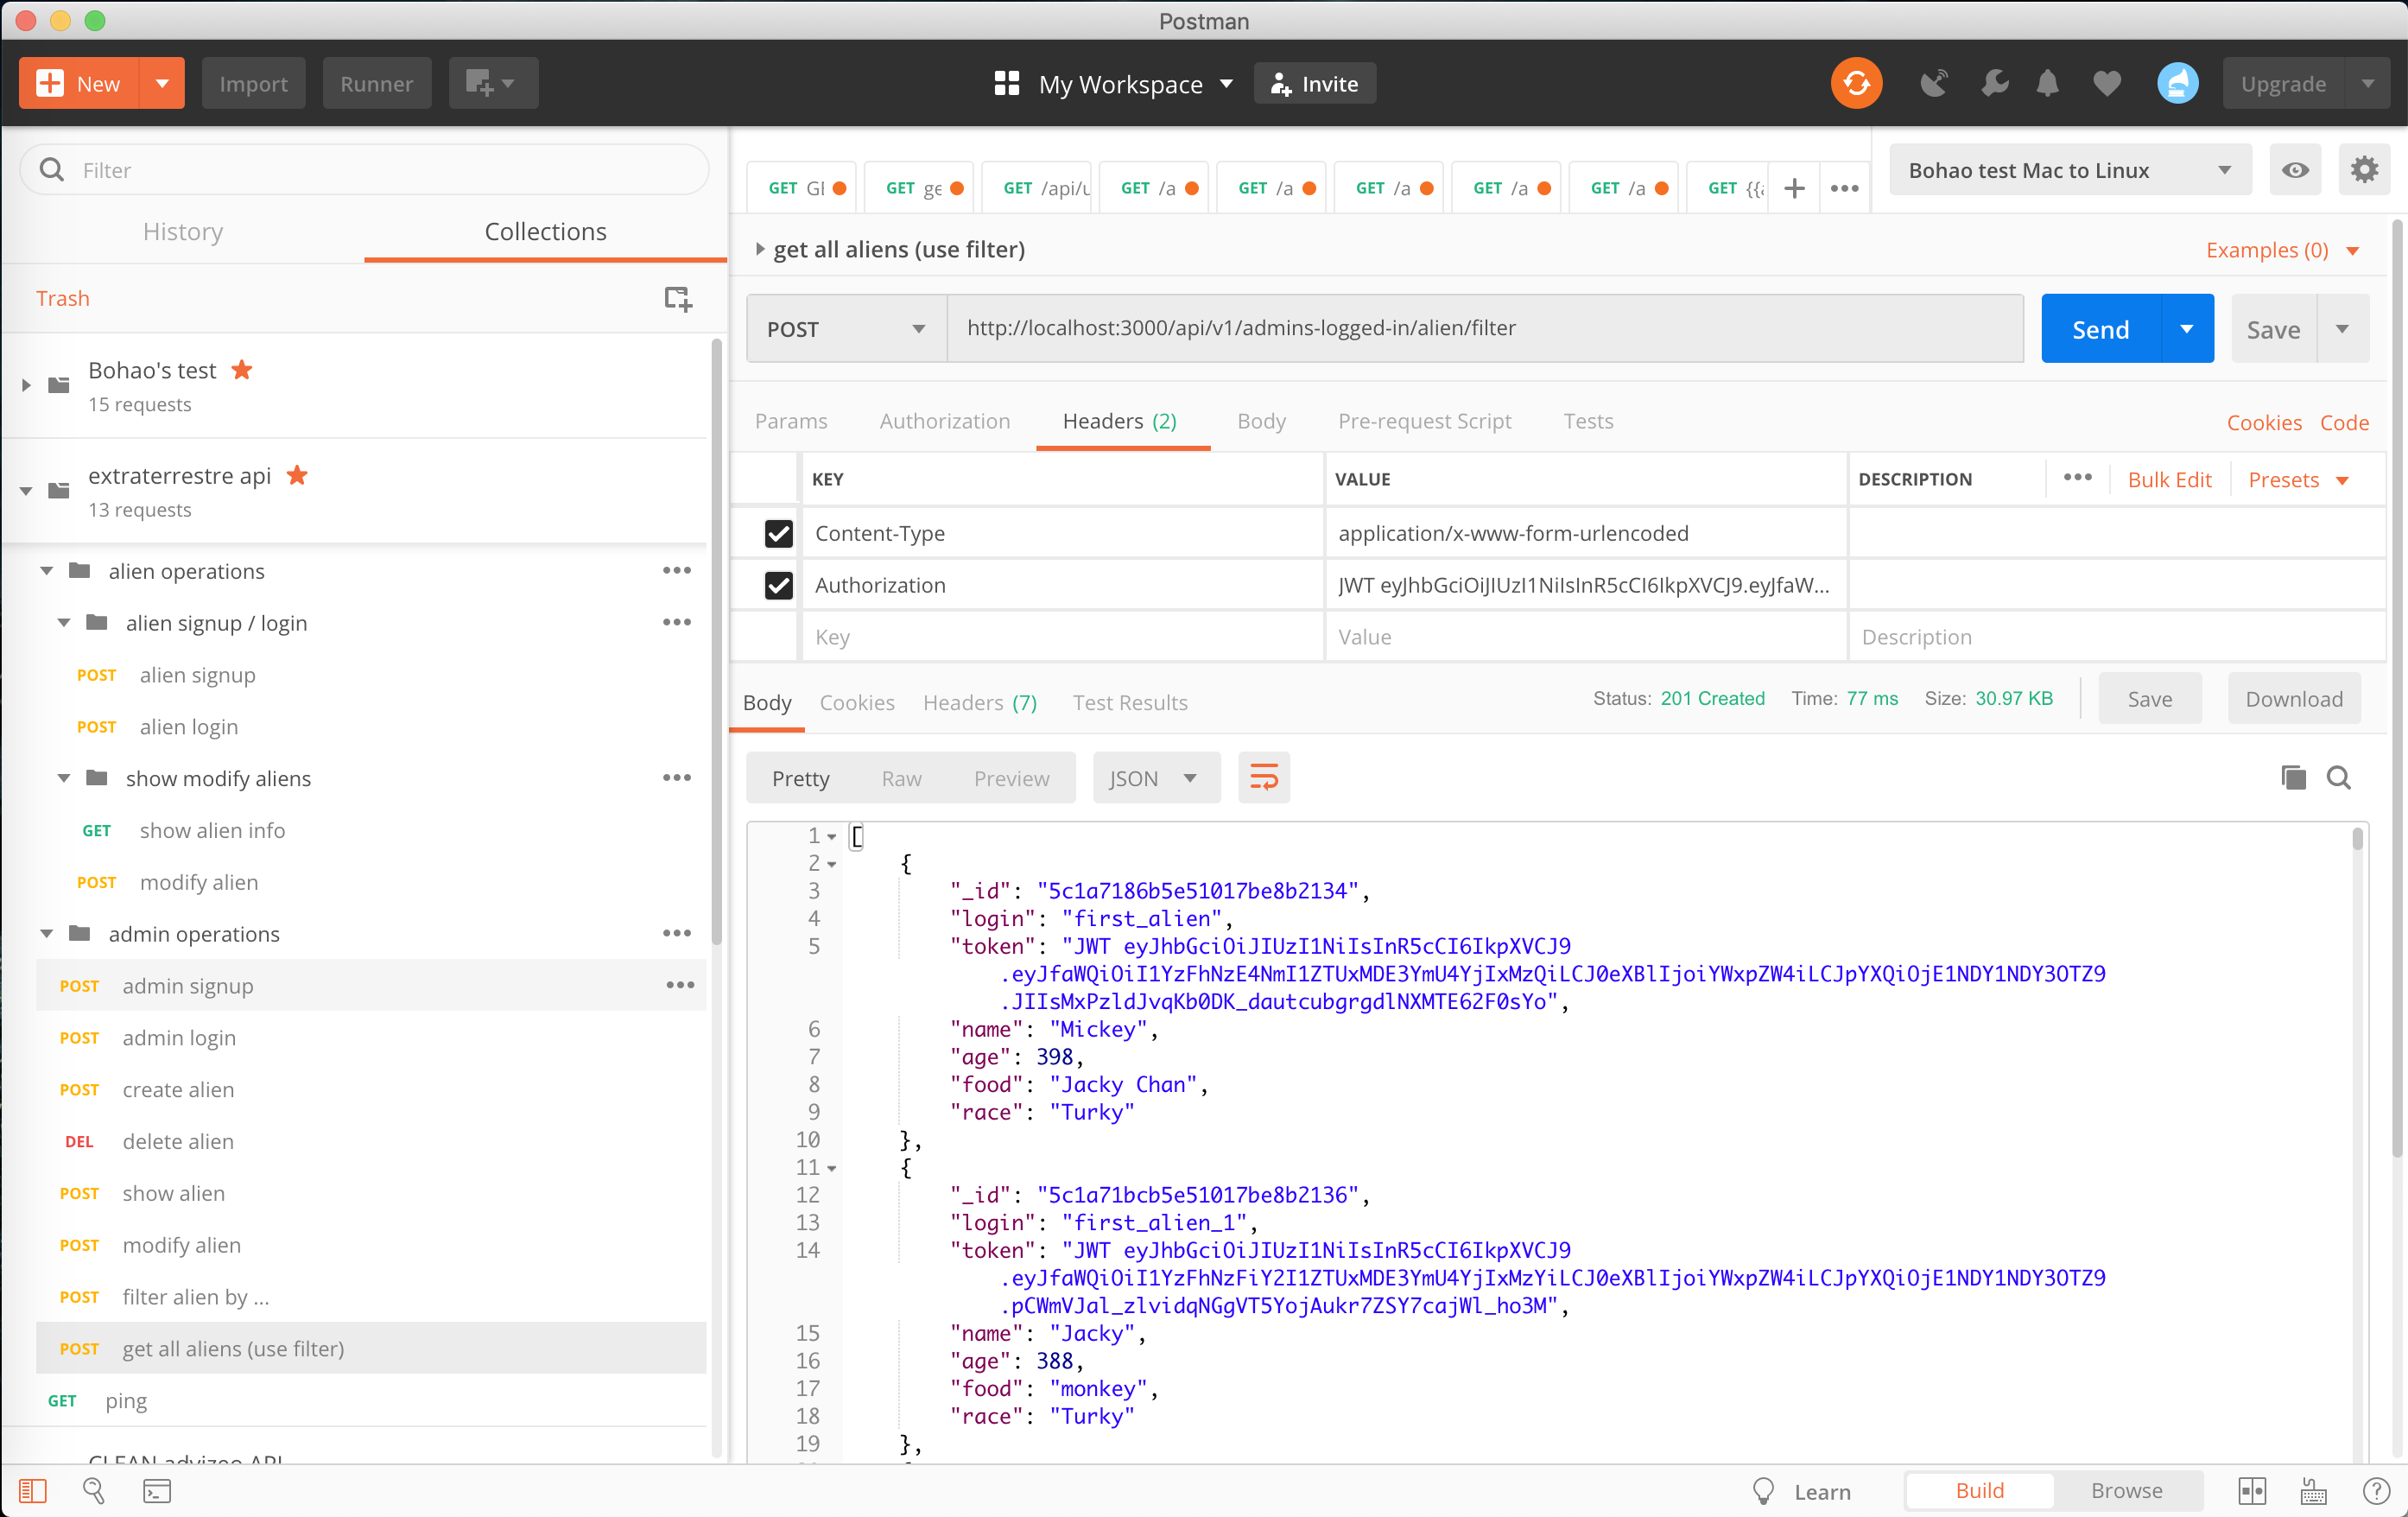 Postman
New
Import
Runner
My Workspace
Invite
Upgrade
Filter
History
Collections
Trash
Bohao's test
15 requests
extraterrestre api
13 requests
alien operations
alien signup / login
POST alien signup
POST alien login
show modify aliens
GET show alien info
POST modify alien
admin operations
POST admin signup
POST admin login
POST create alien
DEL delete alien
POST show alien
POST modify alien
POST filter alien by ...
POST get all aliens (use filter)
GET ping
GET
GET ge
GET /api/u
GET /a
GET /a
GET /a
GET /a
GET /a
GET {{
Bohao test Mac to Linux
get all aliens (use filter)
Examples (0)
POST
http://localhost:3000/api/v1/admins-logged-in/alien/filter
Send
Save
Params
Authorization
Headers (2)
Body
Pre-request Script
Tests
Cookies
Code
KEY
VALUE
DESCRIPTION
Bulk Edit
Presets
Content-Type
application/x-www-form-urlencoded
Authorization
JWT eyJhbGciOiJIUzI1NiIsInR5cCI6IkpXVCJ9.eyJfaW...
Key
Value
Description
Body
Cookies
Headers (7)
Test Results
Status: 201 Created
Time: 77 ms
Size: 30.97 KB
Save
Download
Pretty
Raw
Preview
JSON
1 [
2 {
3 "_id": "5c1a7186b5e51017be8b2134",
4 "login": "first_alien",
5 "token": "JWT eyJhbGciOiJIUzI1NiIsInR5cCI6IkpXVCJ9
.eyJfaWQiOiI1YzFhNzE4NmI1ZTUxMDE3YmU4YjIxMzQiLCJ0eXBlIjoiYWxpZW4iLCJpYXQiOjE1NDY1NDY3OTZ9
.JIIsMxPzldJvqKb0DK_dautcubgrgdlNXMTE62F0sYo",
6 "name": "Mickey",
7 "age": 398,
8 "food": "Jacky Chan",
9 "race": "Turky"
10 },
11 {
12 "_id": "5c1a71bcb5e51017be8b2136",
13 "login": "first_alien_1",
14 "token": "JWT eyJhbGciOiJIUzI1NiIsInR5cCI6IkpXVCJ9
.eyJfaWQiOiI1YzFhNzFiY2I1ZTUxMDE3YmU4YjIxMzYiLCJ0eXBlIjoiYWxpZW4iLCJpYXQiOjE1NDY1NDY3OTZ9
.pCWmVJal_zlvidqNGgVT5YojAukr7ZSY7cajWl_ho3M",
15 "name": "Jacky",
16 "age": 388,
17 "food": "monkey",
18 "race": "Turky"
19 },
Learn
Build
Browse